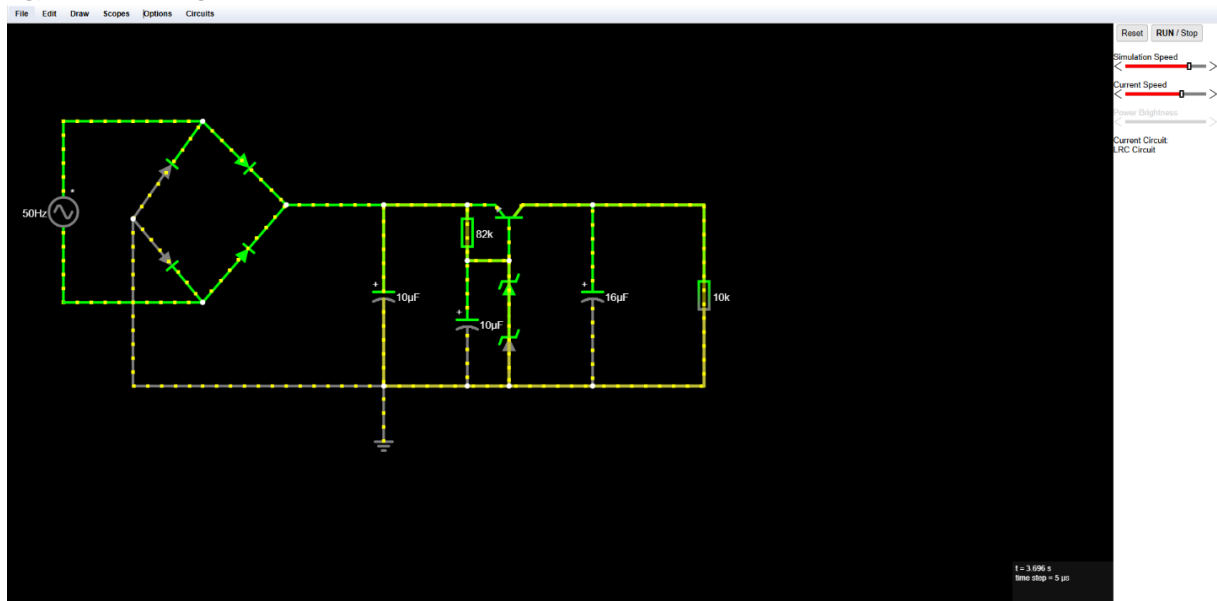 File Edit Draw Scopes Options Circuits
Reset RUN / Stop
Simulation Speed
Current Speed
Power Brightness
Current Circuit:
LRC Circuit
50Hz
82k
+
10µF
+
10µF
+
16µF
10k
t = 3.696 s
time step = 5 µs